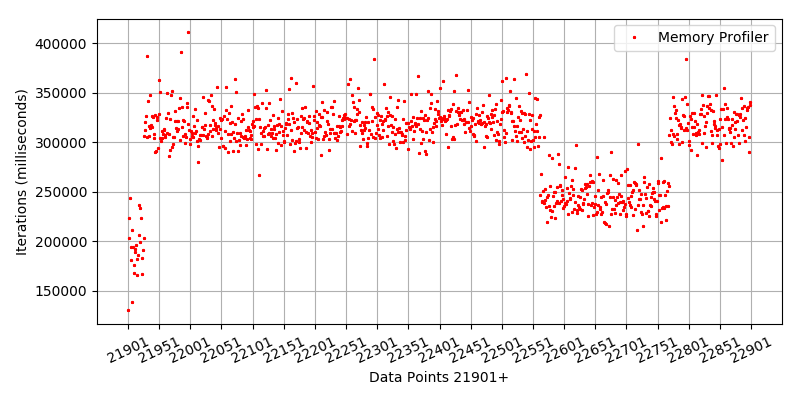 Memory Profiler
Iterations (milliseconds)
400000
350000
300000
250000
200000
150000
21901 21951 22001 22051 22101 22151 22201 22251 22301 22351 22401 22451 22501 22551 22601 22651 22701 22751 22801 22851 22901
Data Points 21901+